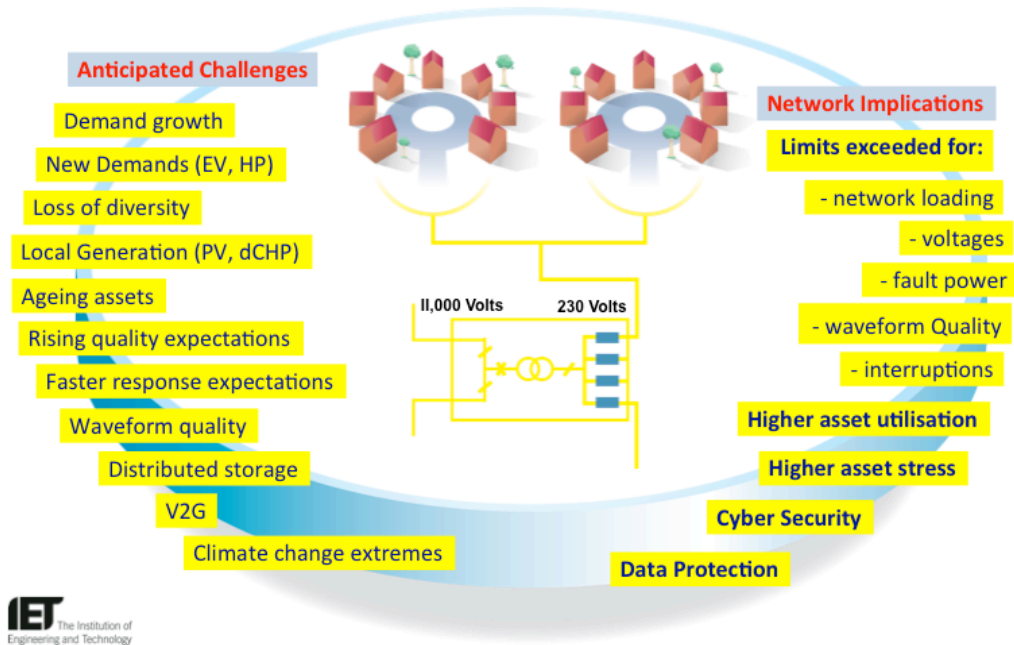 Anticipated Challenges
Demand growth
New Demands (EV, HP)
Loss of diversity
Local Generation (PV, dCHP)
Ageing assets
Rising quality expectations
Faster response expectations
Waveform quality
Distributed storage
V2G
Climate change extremes
II,000 Volts
230 Volts
Network Implications
Limits exceeded for:
- network loading
- voltages
- fault power
- waveform Quality
- interruptions
Higher asset utilisation
Higher asset stress
Cyber Security
Data Protection
IET The Institution of
Engineering and Technology